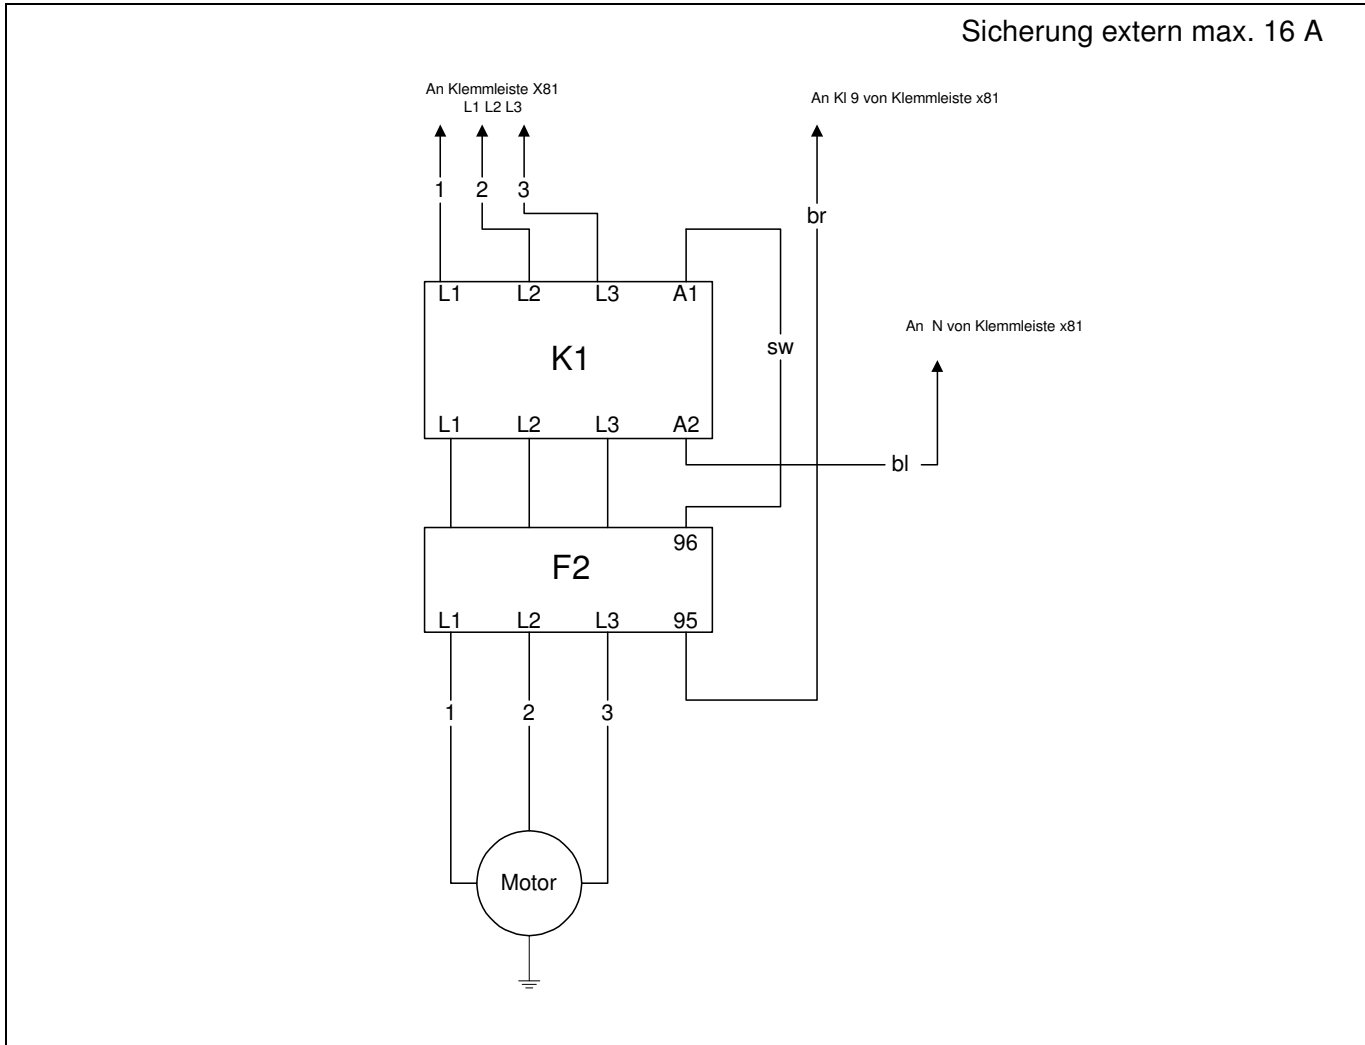 Sicherung extern max. 16 A
An Klemmleiste X81
L1 L2 L3
An Kl 9 von Klemmleiste x81
1 2 3
br
L1 L2 L3 A1
An N von Klemmleiste x81
sw
K1
L1 L2 L3 A2
bl
96
F2
L1 L2 L3 95
1 2 3
Motor